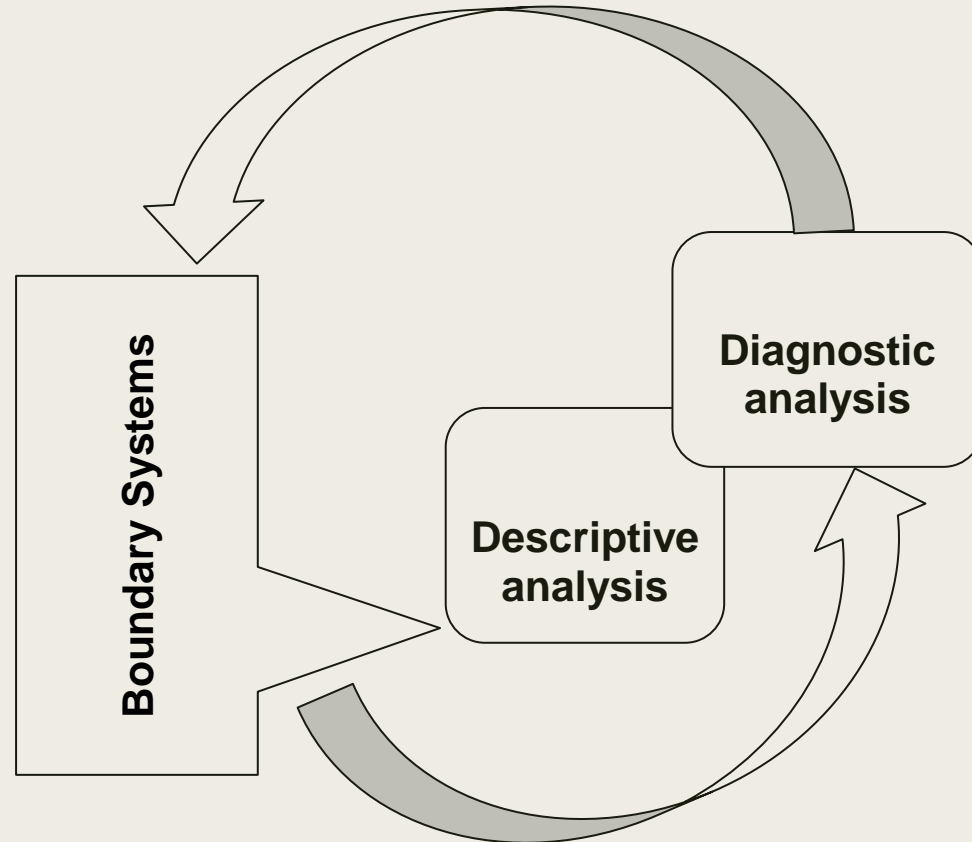 Boundary Systems
Diagnostic
analysis
Descriptive
analysis